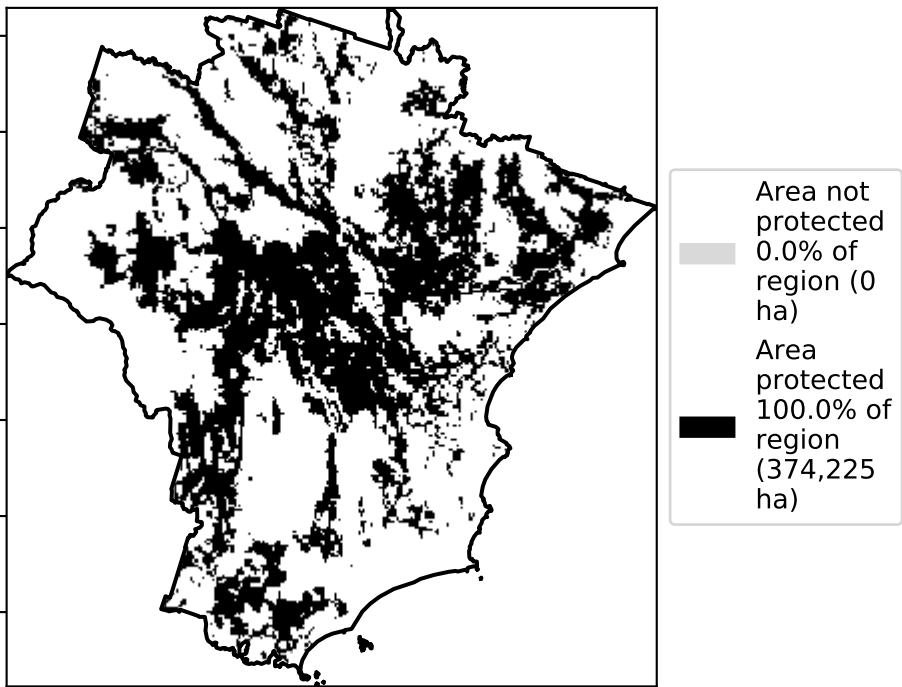 Area not
protected
0.0% of
region (0
ha)
Area
protected
100.0% of
region
(374,225
ha)